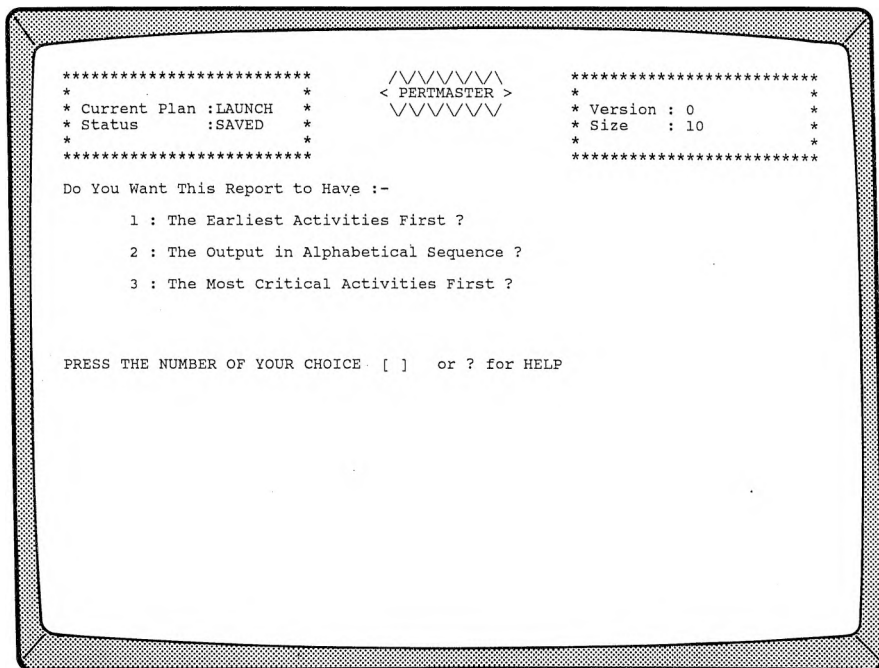 **************************   /\/\/\/\/\/\   **************************
*                        *  < PERTMASTER >  *                        *
* Current Plan :LAUNCH   *   \/\/\/\/\/\/   * Version : 0            *
* Status       :SAVED    *                  * Size    : 10           *
*                        *                  *                        *
**************************                  **************************
Do You Want This Report to Have :-
1 : The Earliest Activities First ?
2 : The Output in Alphabetical Sequence ?
3 : The Most Critical Activities First ?
PRESS THE NUMBER OF YOUR CHOICE [ ] or ? for HELP